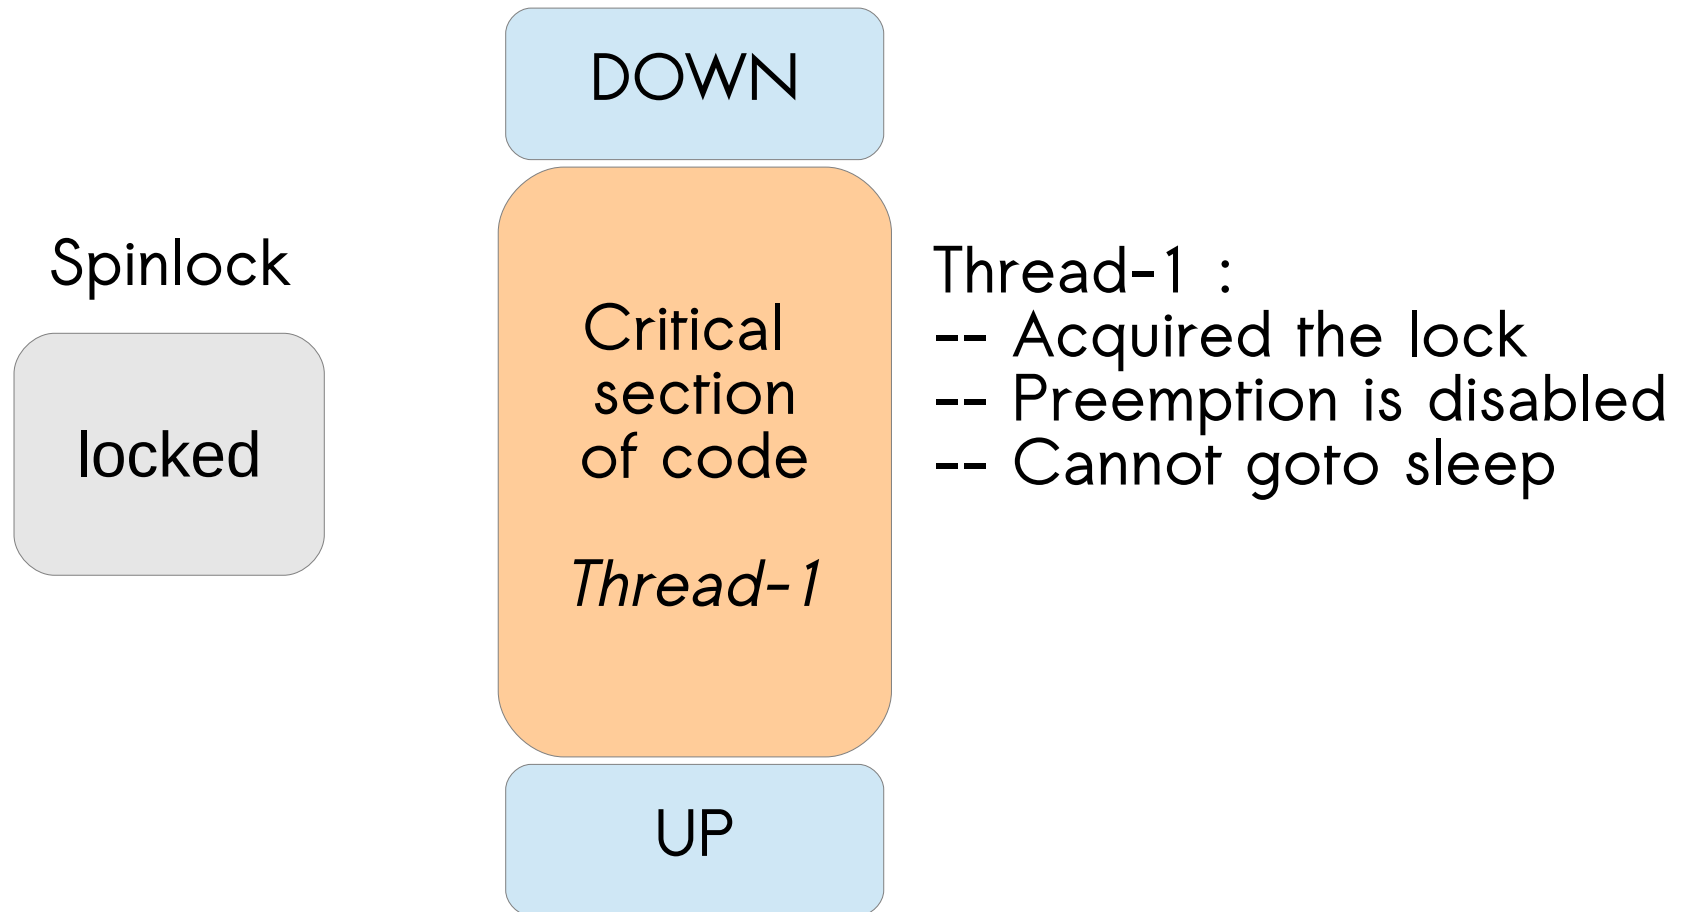 DOWN
Spinlock
locked
Critical
section
of code
Thread-1
Thread-1 :
-- Acquired the lock
-- Preemption is disabled
-- Cannot goto sleep
UP